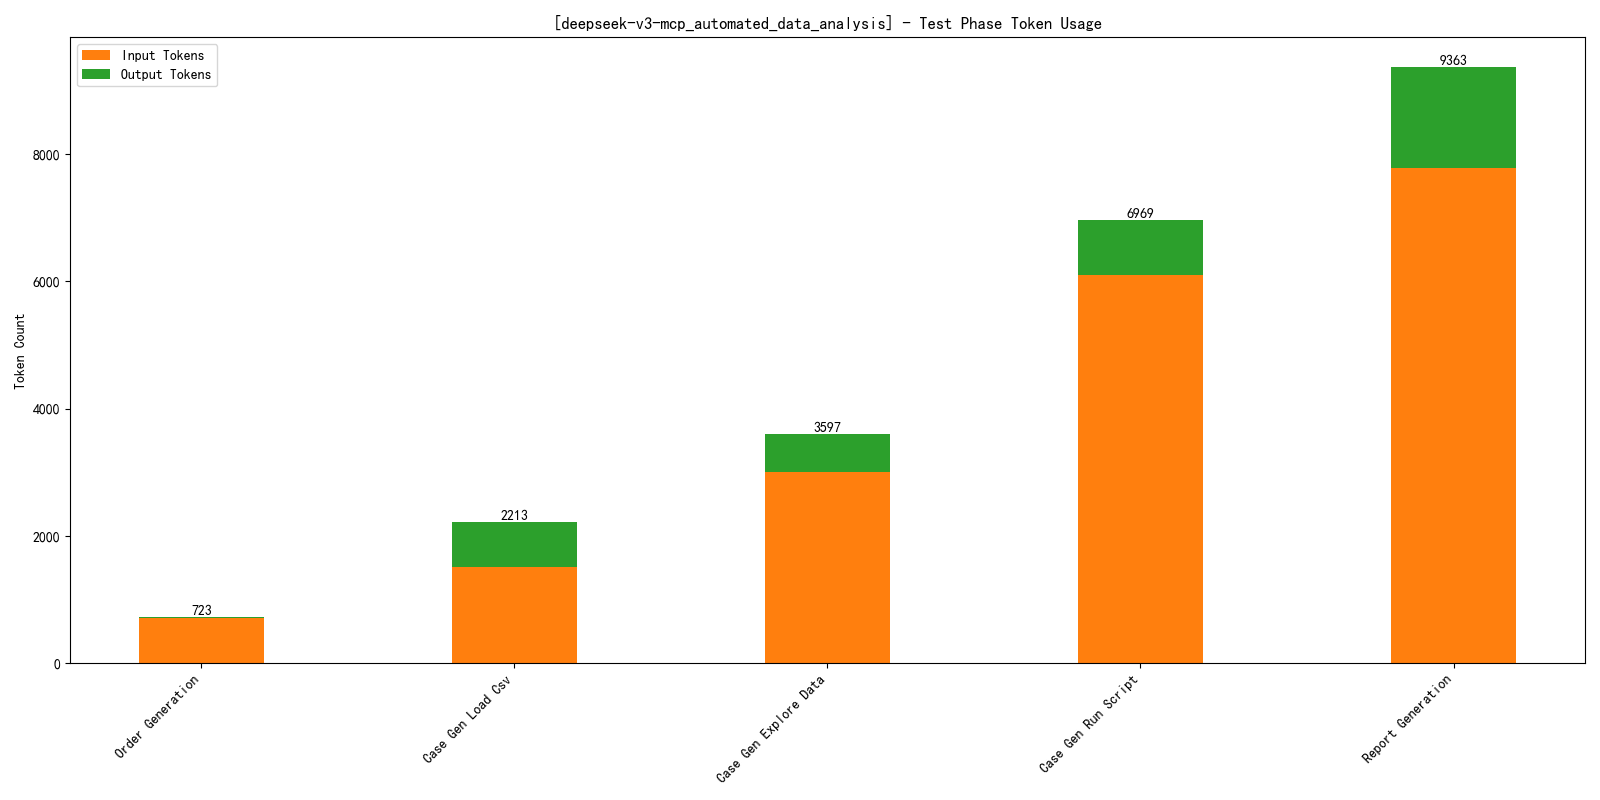 [deepseek-v3-mcp_automated_data_analysis] - Test Phase Token Usage
Input Tokens
Output Tokens
9363
8000
6969
6000
Token Count
4000
3597
2213
2000
723
0
Order Generation
Case Gen Load Csv
Case Gen Explore Data
Case Gen Run Script
Report Generation